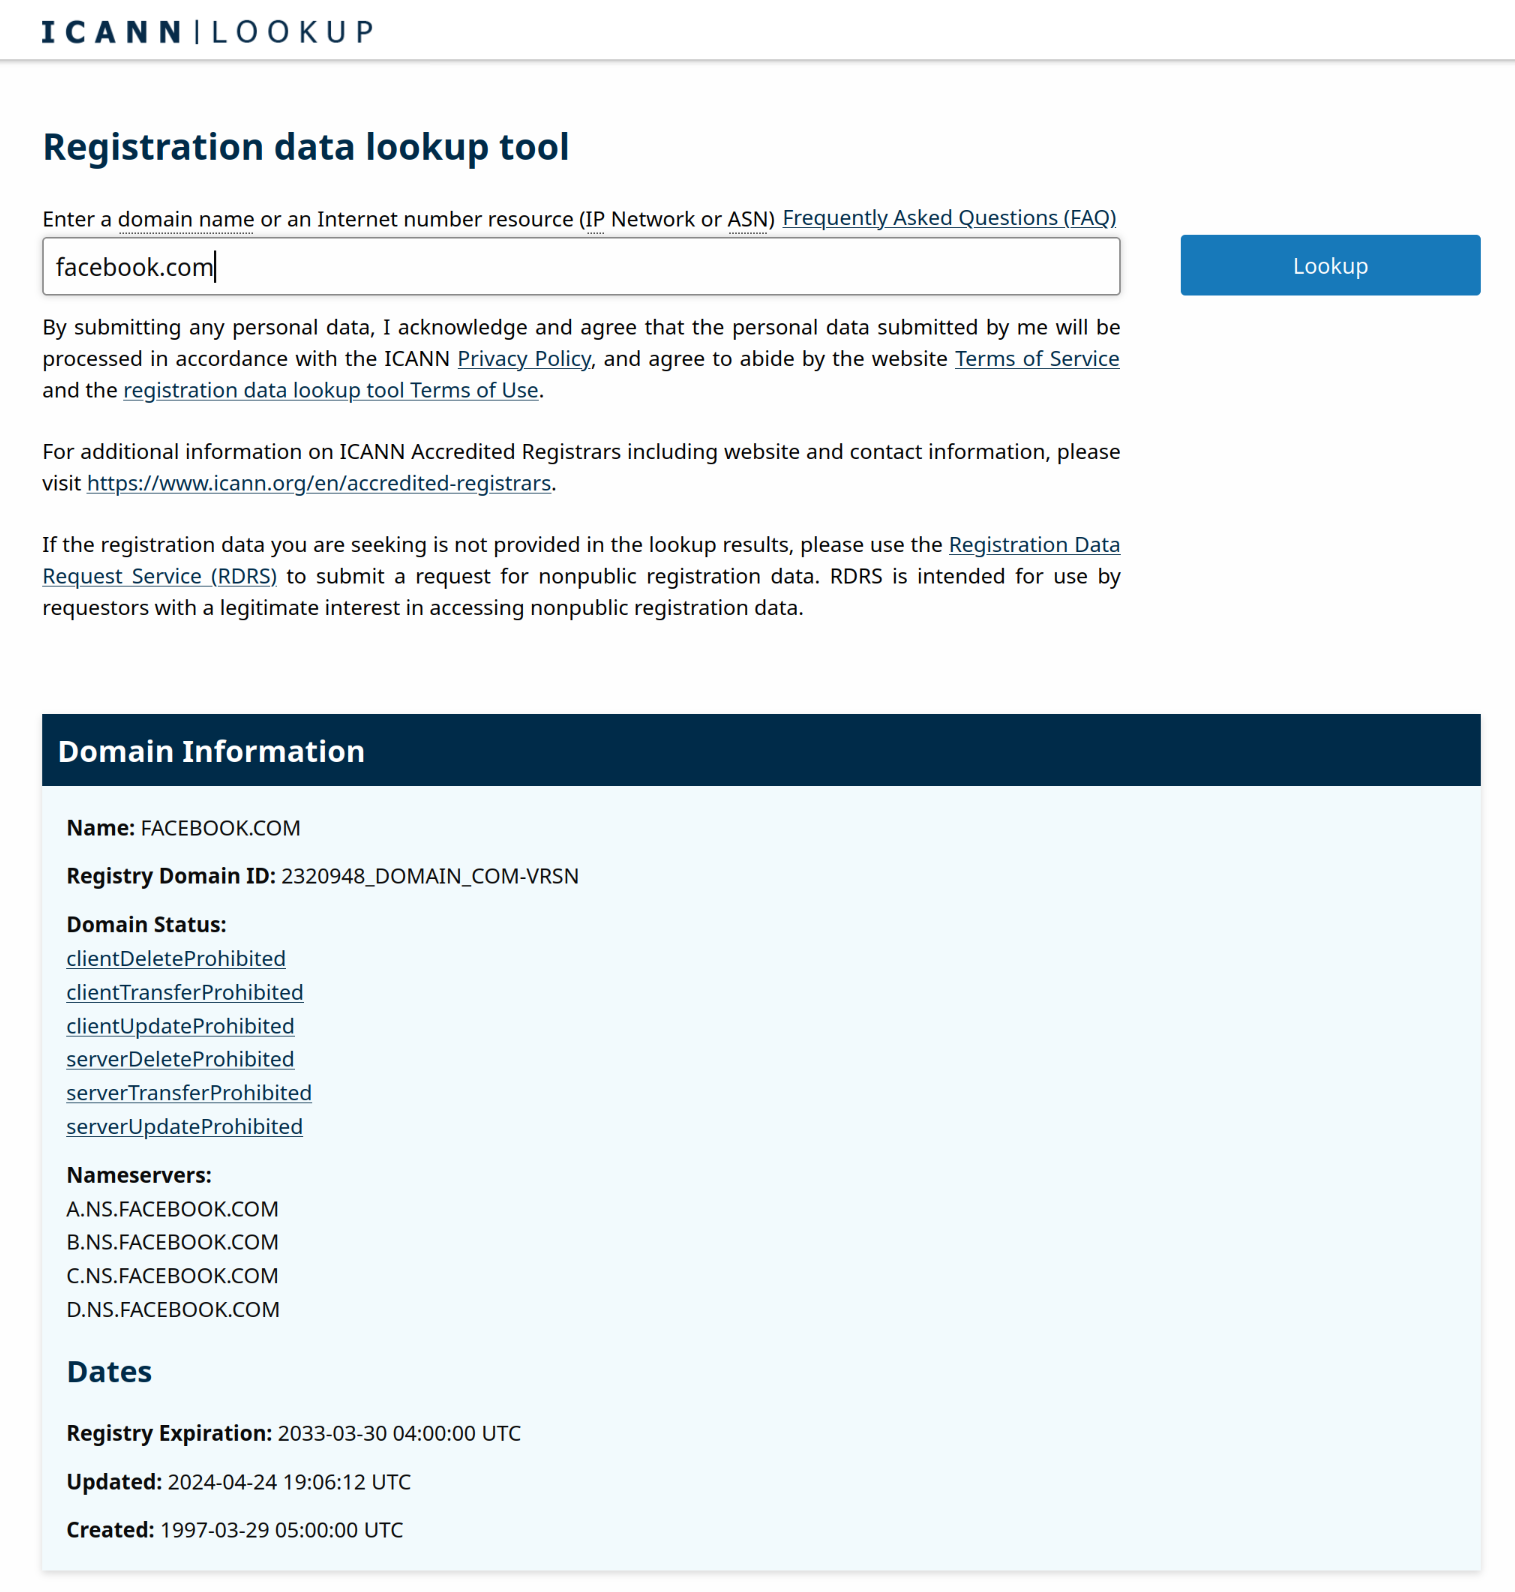 ICANN|LOOKUP
Registration data lookup tool
Enter a domain name or an Internet number resource (IP Network or ASN) Frequently Asked Questions (FAQ)
facebook.com
Lookup
By submitting any personal data, I acknowledge and agree that the personal data submitted by me will be
processed in accordance with the ICANN Privacy Policy, and agree to abide by the website Terms of Service
and the registration data lookup tool Terms of Use.
For additional information on ICANN Accredited Registrars including website and contact information, please
visit https://www.icann.org/en/accredited-registrars.
If the registration data you are seeking is not provided in the lookup results, please use the Registration Data
Request Service (RDRS) to submit a request for nonpublic registration data. RDRS is intended for use by
requestors with a legitimate interest in accessing nonpublic registration data.
Domain Information
Name: FACEBOOK.COM
Registry Domain ID: 2320948_DOMAIN_COM-VRSN
Domain Status:
clientDeleteProhibited
clientTransferProhibited
clientUpdateProhibited
serverDeleteProhibited
serverTransferProhibited
serverUpdateProhibited
Nameservers:
A.NS.FACEBOOK.COM
B.NS.FACEBOOK.COM
C.NS.FACEBOOK.COM
D.NS.FACEBOOK.COM
Dates
Registry Expiration: 2033-03-30 04:00:00 UTC
Updated: 2024-04-24 19:06:12 UTC
Created: 1997-03-29 05:00:00 UTC